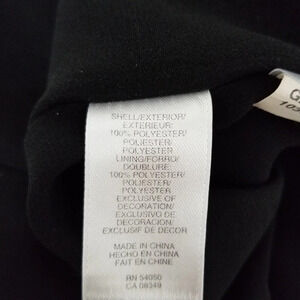 SHELL/EXTERIOR/
EXTERIEUR:
100% POLYESTER/
POLIESTER/
POLYESTER
LINING/FORRO/
DOUBLURE:
100% POLYESTER/
POLIESTER/
POLYESTER
EXCLUSIVE OF
DECORATION/
EXCLUSIVO DE
DECORACION/
EXCLUSIF DE DECOR
MADE IN CHINA
HECHO EN CHINA
FAIT EN CHINE
RN 54050
CA 08349